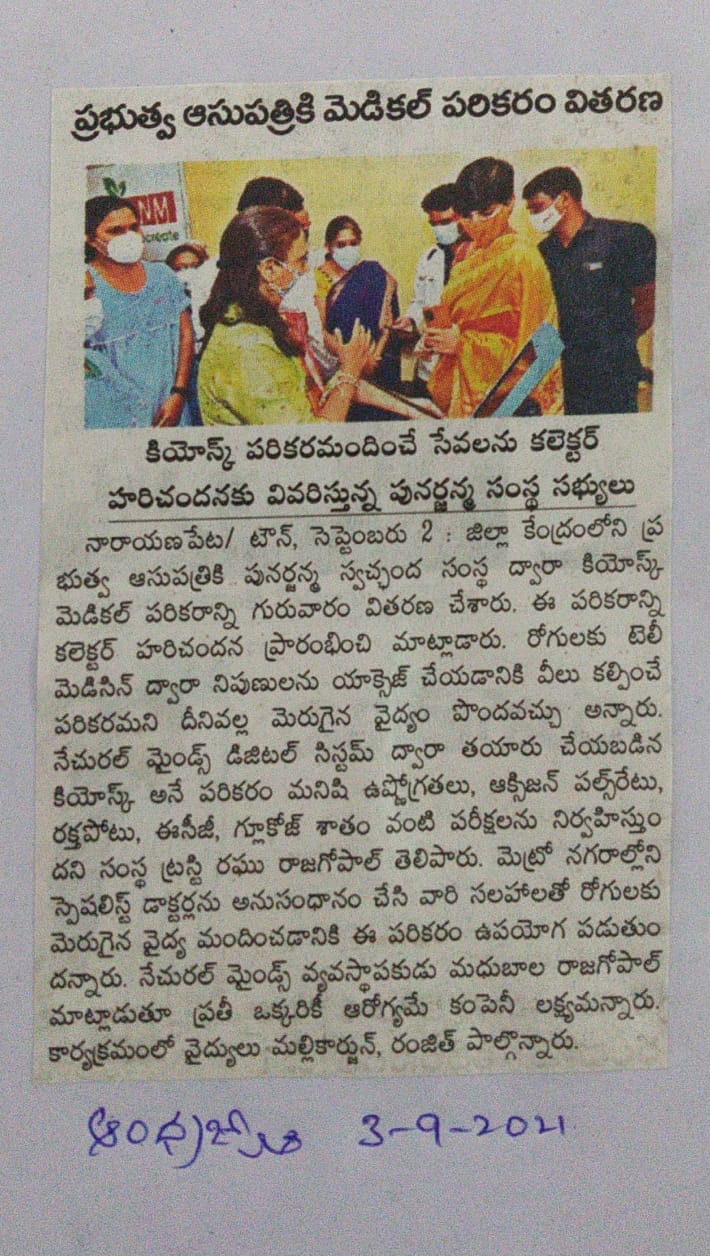 ప్రభుత్వ ఆసుపత్రికి మెడికల్ పరికరం వితరణ
NM
create
కియోస్క్ పరికరమందించే సేవలను కలెక్టర్
హరిచందనకు వివరిస్తున్న పునర్జన్మ సంస్థ సభ్యులు
నారాయణపేట/ టౌన్, సెప్టెంబరు 2 : జిల్లా కేంద్రంలోని ప్ర
భుత్వ ఆసుపత్రికి పునర్జన్మ స్వచ్ఛంద సంస్థ ద్వారా కియోస్క్
మెడికల్ పరికరాన్ని గురువారం వితరణ చేశారు. ఈ పరికరాన్ని
కలెక్టర్ హరిచందన ప్రారంభించి మాట్లాడారు. రోగులకు టెలీ
మెడిసిన్ ద్వారా నిపుణులను యాక్సెజ్ చేయడానికి వీలు కల్పించే
పరికరమని దీనివల్ల మెరుగైన వైద్యం పొందవచ్చు అన్నారు.
నేచురల్ మైండ్స్ డిజిటల్ సిస్టమ్ ద్వారా తయారు చేయబడిన
కియోస్క్ అనే పరికరం మనిషి ఉష్ణోగ్రతలు, ఆక్సిజన్ పల్స్‌రేటు,
రక్తపోటు, ఈసీజీ, గ్లూకోజ్ శాతం వంటి పరీక్షలను నిర్వహిస్తుం
దని సంస్థ ట్రస్టి రఘు రాజగోపాల్ తెలిపారు. మెట్రో నగరాల్లోని
స్పెషలిస్ట్ డాక్టర్లను అనుసంధానం చేసి వారి సలహాలతో రోగులకు
మెరుగైన వైద్య మందించడానికి ఈ పరికరం ఉపయోగ పడుతుం
దన్నారు. నేచురల్ మైండ్స్ వ్యవస్థాపకుడు మధుబాల రాజగోపాల్
మాట్లాడుతూ ప్రతీ ఒక్కరికీ ఆరోగ్యమే కంపెనీ లక్ష్యమన్నారు.
కార్యక్రమంలో వైద్యులు మల్లికార్జున్, రంజిత్ పాల్గొన్నారు.
ఆంధ్రజ్యోతి 3-9-2021